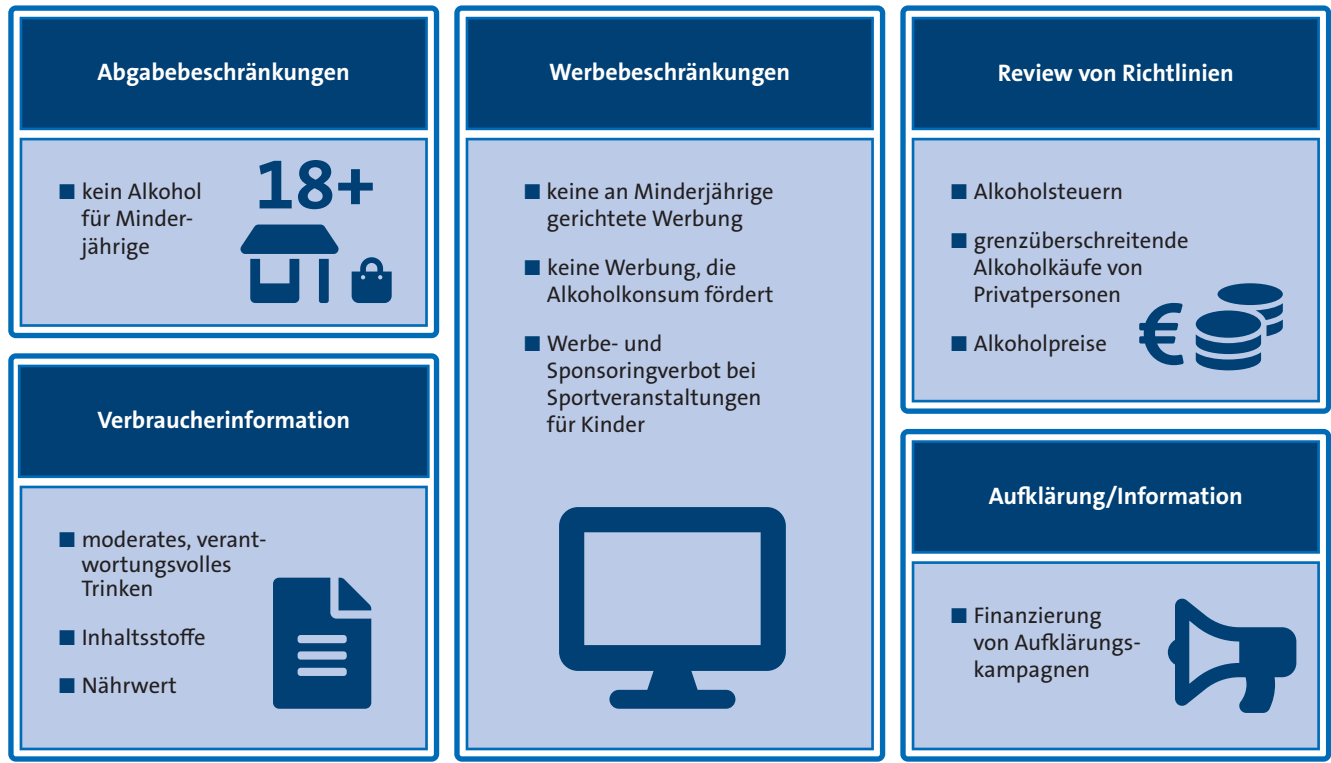 Abgabebeschränkungen
■ kein Alkohol
für Minder-
jährige
18+
Verbraucherinformation
■ moderates, verant-
wortungsvolles
Trinken
■ Inhaltsstoffe
■ Nährwert
Werbebeschränkungen
■ keine an Minderjährige
gerichtete Werbung
■ keine Werbung, die
Alkoholkonsum fördert
■ Werbe- und
Sponsoringverbot bei
Sportveranstaltungen
für Kinder
Review von Richtlinien
■ Alkoholsteuern
■ grenzüberschreitende
Alkoholkäufe von
Privatpersonen
■ Alkoholpreise
€
Aufklärung/Information
■ Finanzierung
von Aufklärungs-
kampagnen